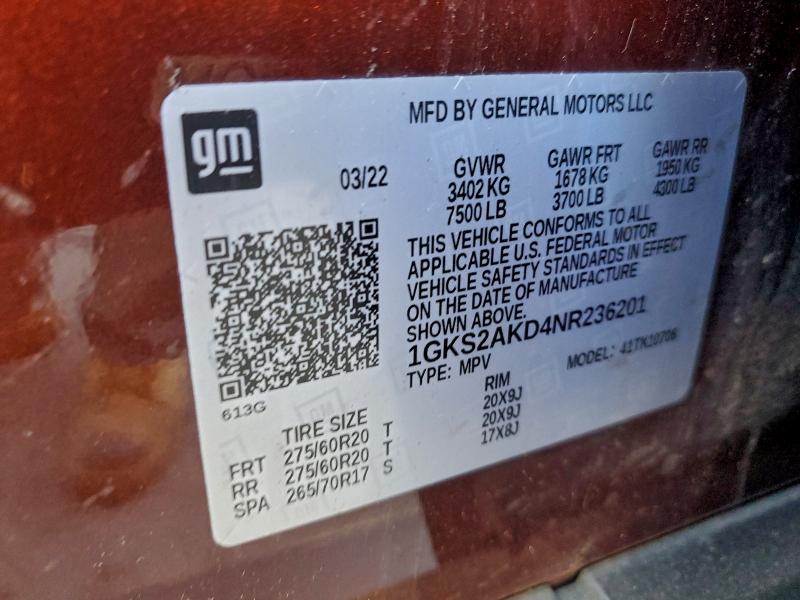 gm
MFD BY GENERAL MOTORS LLC
03/22
GVWR GAWR FRT GAWR RR
3402 KG 1678 KG 1950 KG
7500 LB 3700 LB 4300 LB
THIS VEHICLE CONFORMS TO ALL
APPLICABLE U.S. FEDERAL MOTOR
VEHICLE SAFETY STANDARDS IN EFFECT
ON THE DATE OF MANUFACTURE
SHOWN ABOVE.
1GKS2AKD4NR236201
TYPE: MPV MODEL: 41TK10706
613G
TIRE SIZE RIM
FRT 275/60R20 T 20X9J
RR 275/60R20 T 20X9J
SPA 265/70R17 S 17X8J